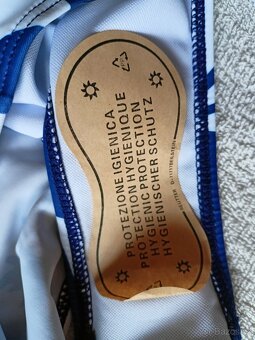 PROTEZIONE IGIENICA
PROTECTION HYGIENIQUE
HYGIENIC PROTECTION
HYGIENISCHER SCHUTZ